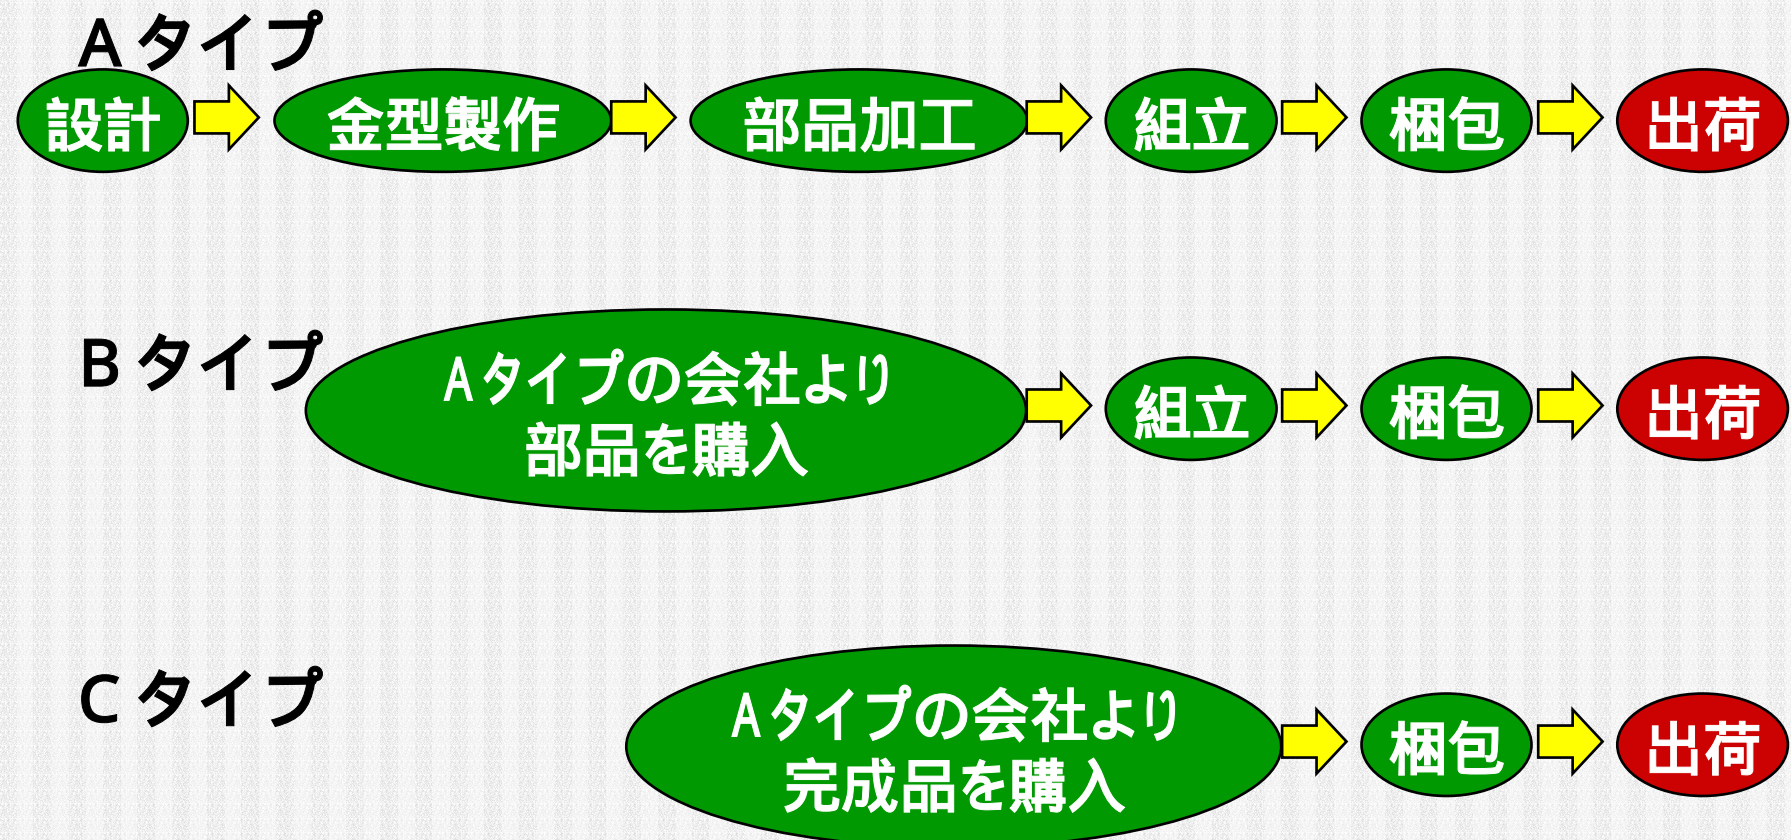 Aタイプ
設計 金型製作 部品加工 組立 梱包 出荷
Bタイプ
Aタイプの会社より
部品を購入
組立 梱包 出荷
Cタイプ
Aタイプの会社より
完成品を購入
梱包 出荷